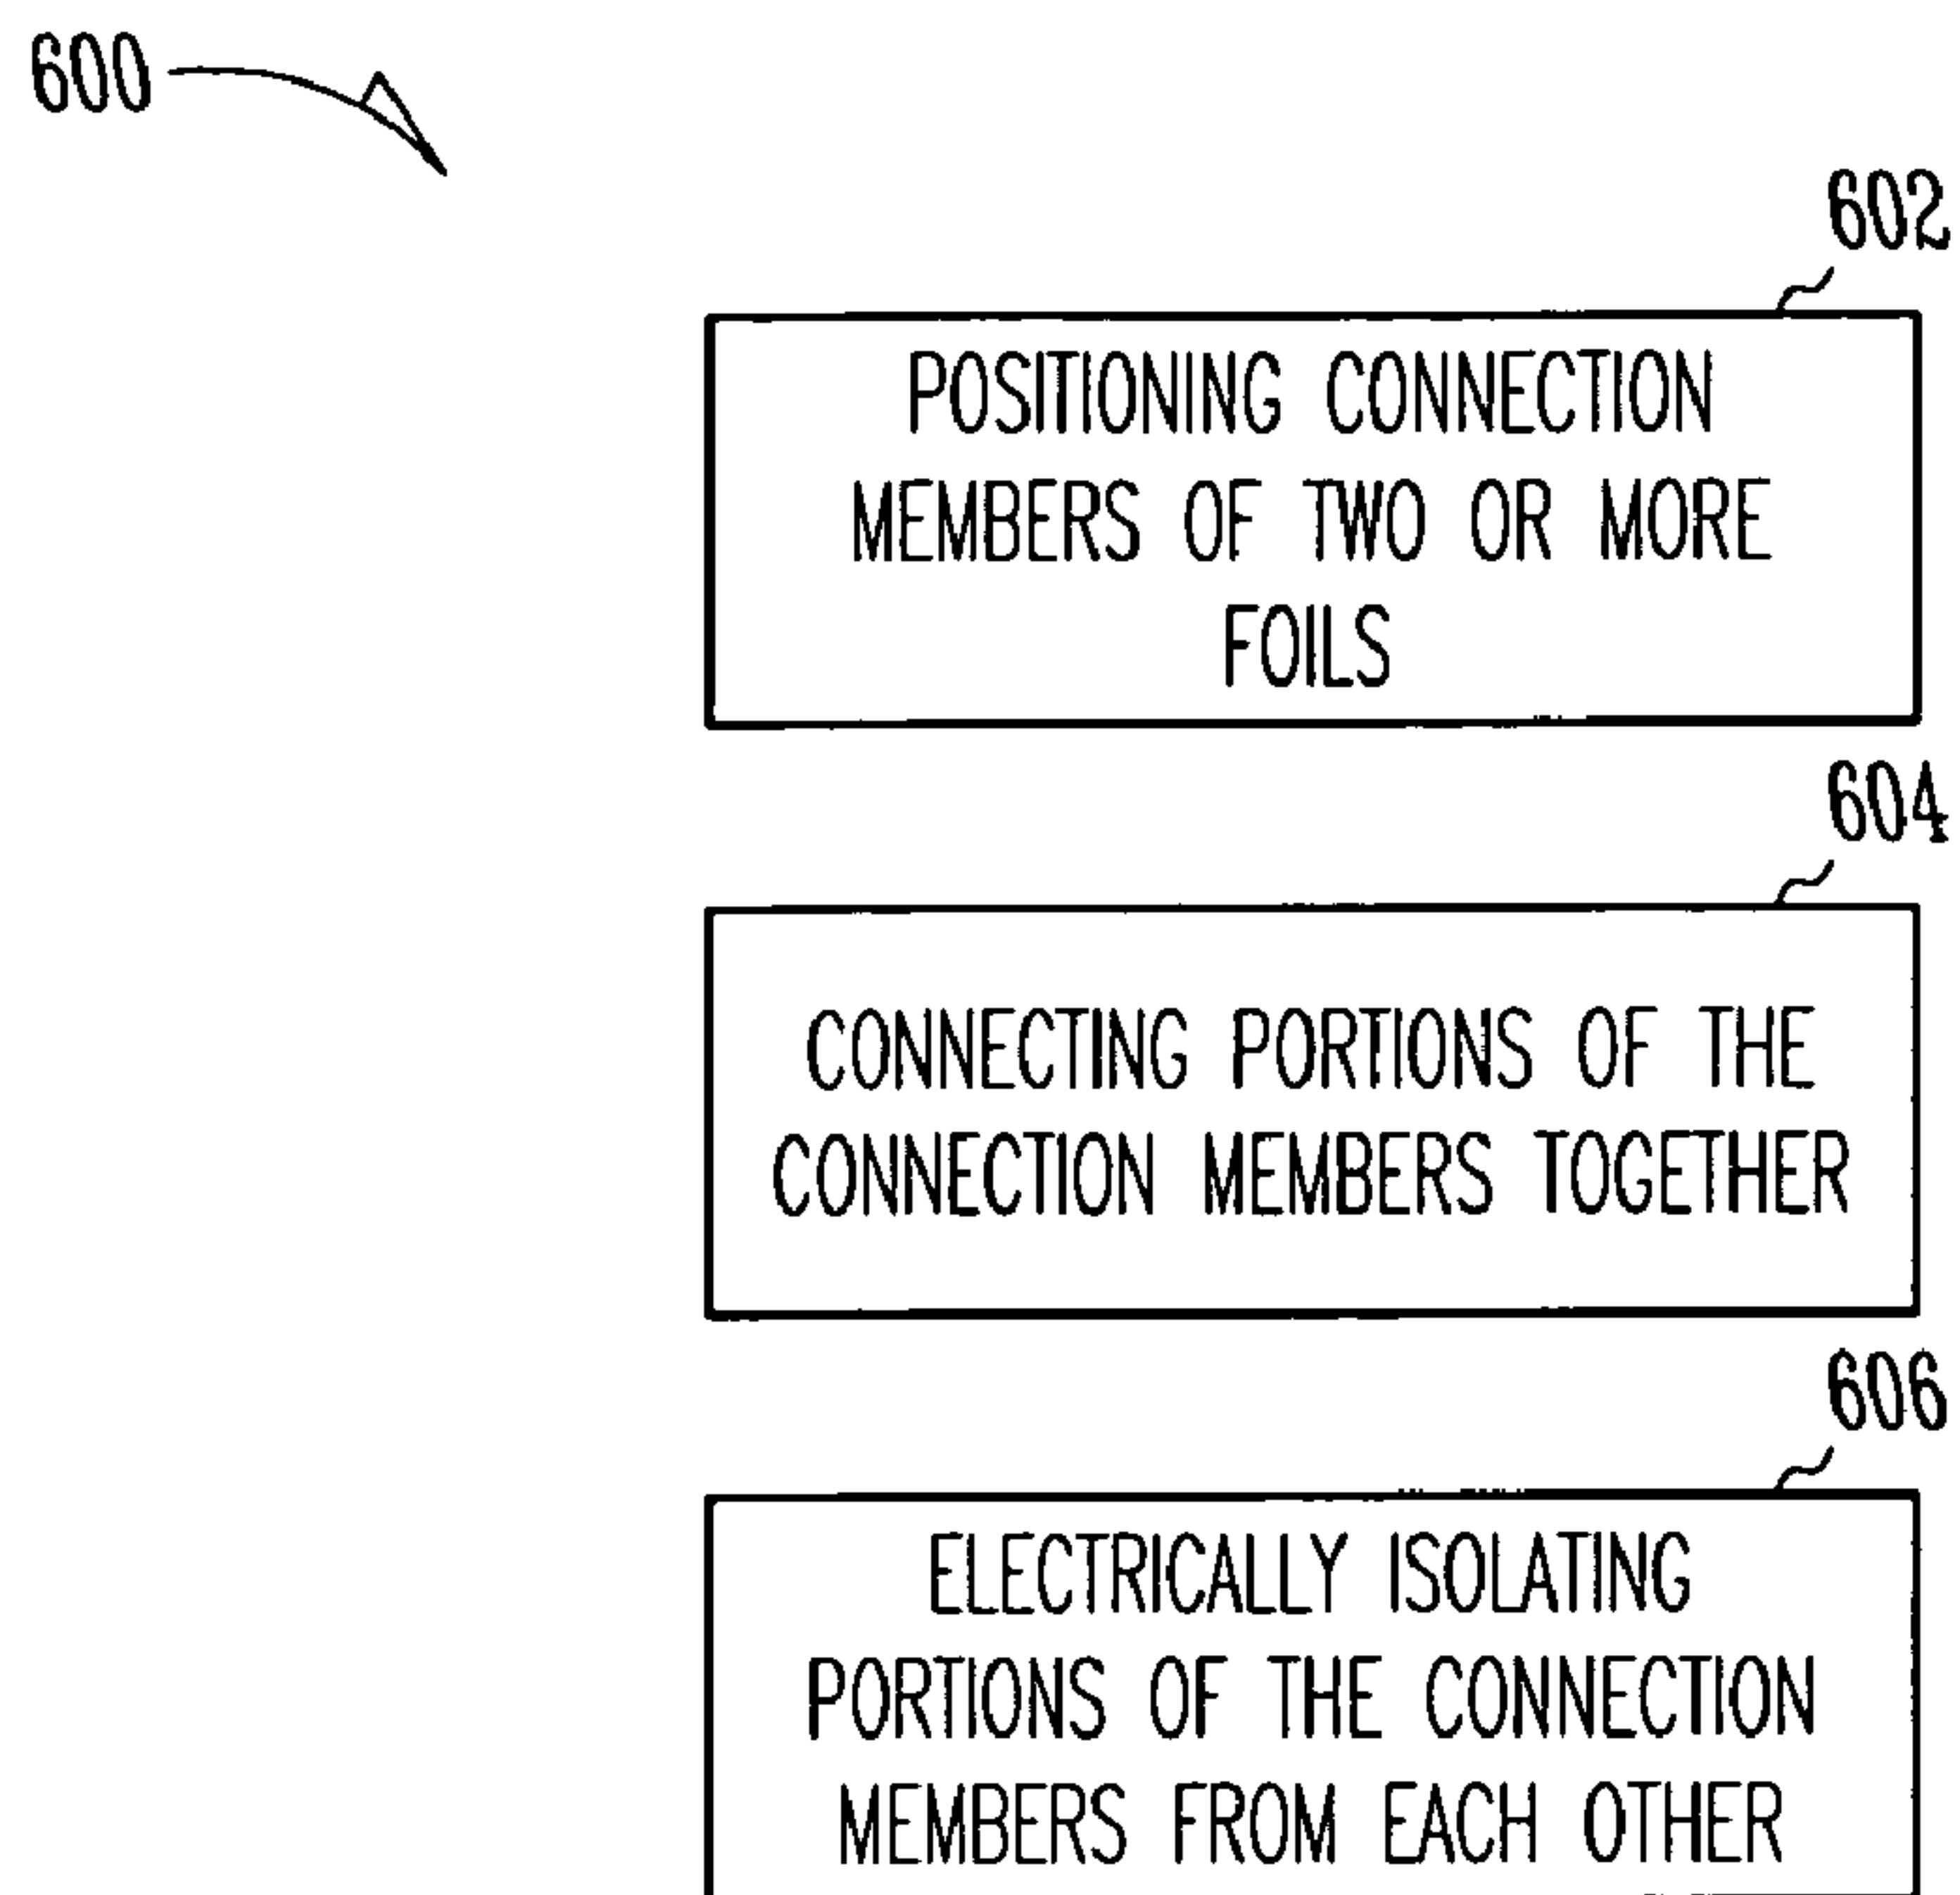 600
602
POSITIONING CONNECTION
MEMBERS OF TWO OR MORE
FOILS
604
CONNECTING PORTIONS OF THE
CONNECTION MEMBERS TOGETHER
606
ELECTRICALLY ISOLATING
PORTIONS OF THE CONNECTION
MEMBERS FROM EACH OTHER